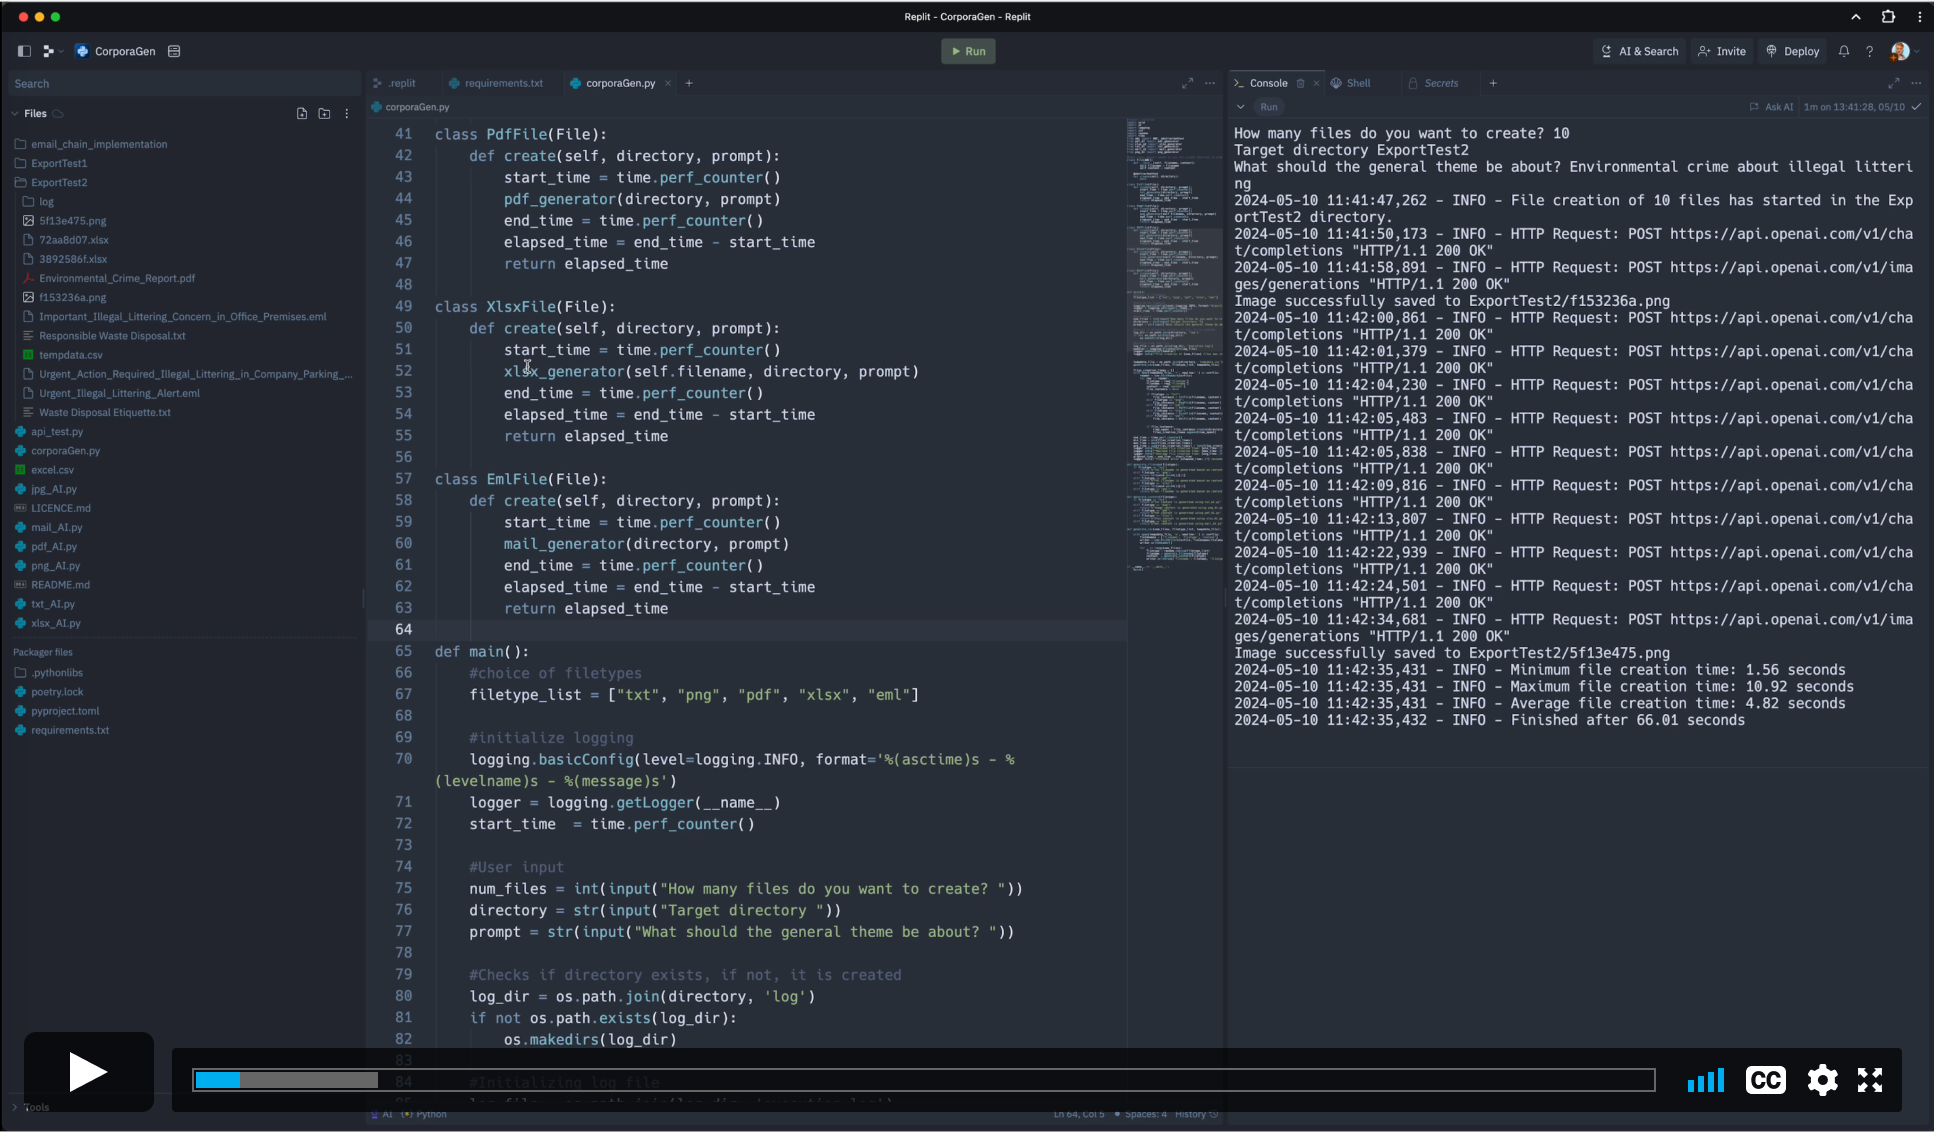 Replit - CorporaGen - Replit
CorporaGen
Run
AI & Search
Invite
Deploy
Search
Files
email_chain_implementation
ExportTest1
ExportTest2
log
5f13e475.png
72aa8d07.xlsx
3892586f.xlsx
Environmental_Crime_Report.pdf
f153236a.png
Important_Illegal_Littering_Concern_in_Office_Premises.eml
Responsible Waste Disposal.txt
tempdata.csv
Urgent_Action_Required_Illegal_Littering_in_Company_Parking_...
Urgent_Illegal_Littering_Alert.eml
Waste Disposal Etiquette.txt
api_test.py
corporaGen.py
excel.csv
jpg_AI.py
LICENCE.md
mail_AI.py
pdf_AI.py
png_AI.py
README.md
txt_AI.py
xlsx_AI.py
Packager files
.pythonlibs
poetry.lock
pyproject.toml
requirements.txt
Tools
.replit
requirements.txt
corporaGen.py
corporaGen.py
41 class PdfFile(File):
42 def create(self, directory, prompt):
43 start_time = time.perf_counter()
44 pdf_generator(directory, prompt)
45 end_time = time.perf_counter()
46 elapsed_time = end_time - start_time
47 return elapsed_time
48
49 class XlsxFile(File):
50 def create(self, directory, prompt):
51 start_time = time.perf_counter()
52 xlsx_generator(self.filename, directory, prompt)
53 end_time = time.perf_counter()
54 elapsed_time = end_time - start_time
55 return elapsed_time
56
57 class EmlFile(File):
58 def create(self, directory, prompt):
59 start_time = time.perf_counter()
60 mail_generator(directory, prompt)
61 end_time = time.perf_counter()
62 elapsed_time = end_time - start_time
63 return elapsed_time
64
65 def main():
66 #choice of filetypes
67 filetype_list = ["txt", "png", "pdf", "xlsx", "eml"]
68
69 #initialize logging
70 logging.basicConfig(level=logging.INFO, format='%(asctime)s - %
(levelname)s - %(message)s')
71 logger = logging.getLogger(__name__)
72 start_time = time.perf_counter()
73
74 #User input
75 num_files = int(input("How many files do you want to create? "))
76 directory = str(input("Target directory "))
77 prompt = str(input("What should the general theme be about? "))
78
79 #Checks if directory exists, if not, it is created
80 log_dir = os.path.join(directory, 'log')
81 if not os.path.exists(log_dir):
82 os.makedirs(log_dir)
83
84 #Initializing log file
AI Python
Ln 64, Col 5
Spaces: 4
History
Console
Shell
Secrets
Run
Ask AI
1m on 13:41:28, 05/10
How many files do you want to create? 10
Target directory ExportTest2
What should the general theme be about? Environmental crime about illegal litteri
ng
2024-05-10 11:41:47,262 - INFO - File creation of 10 files has started in the Exp
ortTest2 directory.
2024-05-10 11:41:50,173 - INFO - HTTP Request: POST https://api.openai.com/v1/cha
t/completions "HTTP/1.1 200 OK"
2024-05-10 11:41:58,891 - INFO - HTTP Request: POST https://api.openai.com/v1/ima
ges/generations "HTTP/1.1 200 OK"
Image successfully saved to ExportTest2/f153236a.png
2024-05-10 11:42:00,861 - INFO - HTTP Request: POST https://api.openai.com/v1/cha
t/completions "HTTP/1.1 200 OK"
2024-05-10 11:42:01,379 - INFO - HTTP Request: POST https://api.openai.com/v1/cha
t/completions "HTTP/1.1 200 OK"
2024-05-10 11:42:04,230 - INFO - HTTP Request: POST https://api.openai.com/v1/cha
t/completions "HTTP/1.1 200 OK"
2024-05-10 11:42:05,483 - INFO - HTTP Request: POST https://api.openai.com/v1/cha
t/completions "HTTP/1.1 200 OK"
2024-05-10 11:42:05,838 - INFO - HTTP Request: POST https://api.openai.com/v1/cha
t/completions "HTTP/1.1 200 OK"
2024-05-10 11:42:09,816 - INFO - HTTP Request: POST https://api.openai.com/v1/cha
t/completions "HTTP/1.1 200 OK"
2024-05-10 11:42:13,807 - INFO - HTTP Request: POST https://api.openai.com/v1/cha
t/completions "HTTP/1.1 200 OK"
2024-05-10 11:42:22,939 - INFO - HTTP Request: POST https://api.openai.com/v1/cha
t/completions "HTTP/1.1 200 OK"
2024-05-10 11:42:24,501 - INFO - HTTP Request: POST https://api.openai.com/v1/cha
t/completions "HTTP/1.1 200 OK"
2024-05-10 11:42:34,681 - INFO - HTTP Request: POST https://api.openai.com/v1/ima
ges/generations "HTTP/1.1 200 OK"
Image successfully saved to ExportTest2/5f13e475.png
2024-05-10 11:42:35,431 - INFO - Minimum file creation time: 1.56 seconds
2024-05-10 11:42:35,431 - INFO - Maximum file creation time: 10.92 seconds
2024-05-10 11:42:35,431 - INFO - Average file creation time: 4.82 seconds
2024-05-10 11:42:35,432 - INFO - Finished after 66.01 seconds
CC